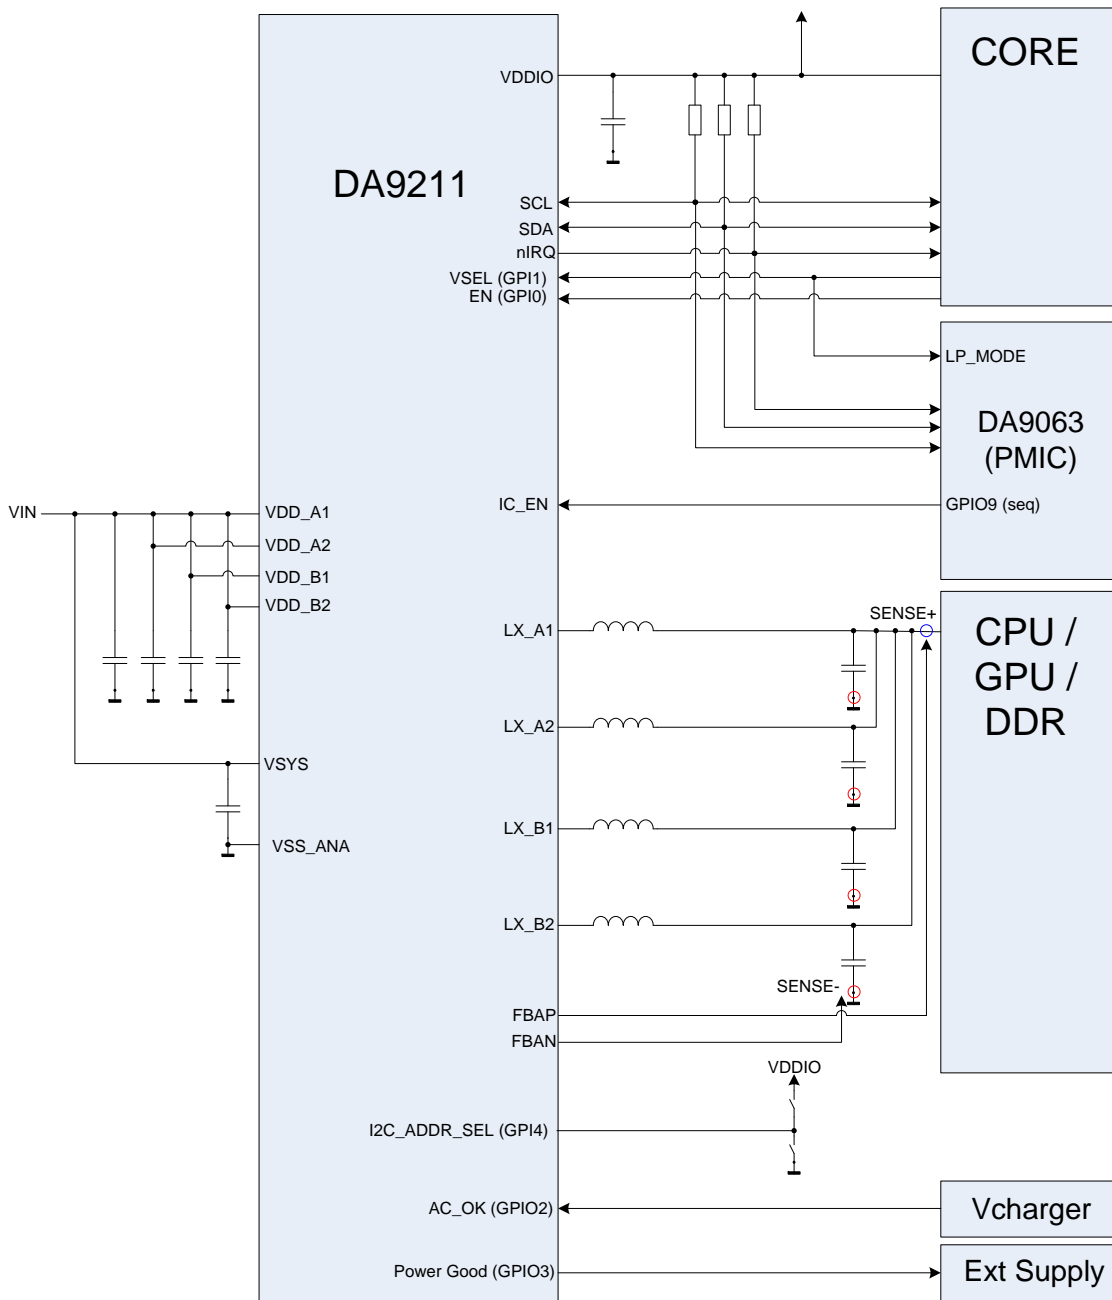 CORE
VDDIO
DA9211
SCL
SDA
nIRQ
VSEL (GPI1)
EN (GPI0)
LP_MODE
DA9063
(PMIC)
VIN
VDD_A1
IC_EN
GPIO9 (seq)
VDD_A2
VDD_B1
VDD_B2
SENSE+
LX_A1
CPU /
GPU /
DDR
LX_A2
VSYS
LX_B1
VSS_ANA
LX_B2
SENSE-
FBAP
FBAN
VDDIO
I2C_ADDR_SEL (GPI4)
AC_OK (GPIO2)
Vcharger
Power Good (GPIO3)
Ext Supply